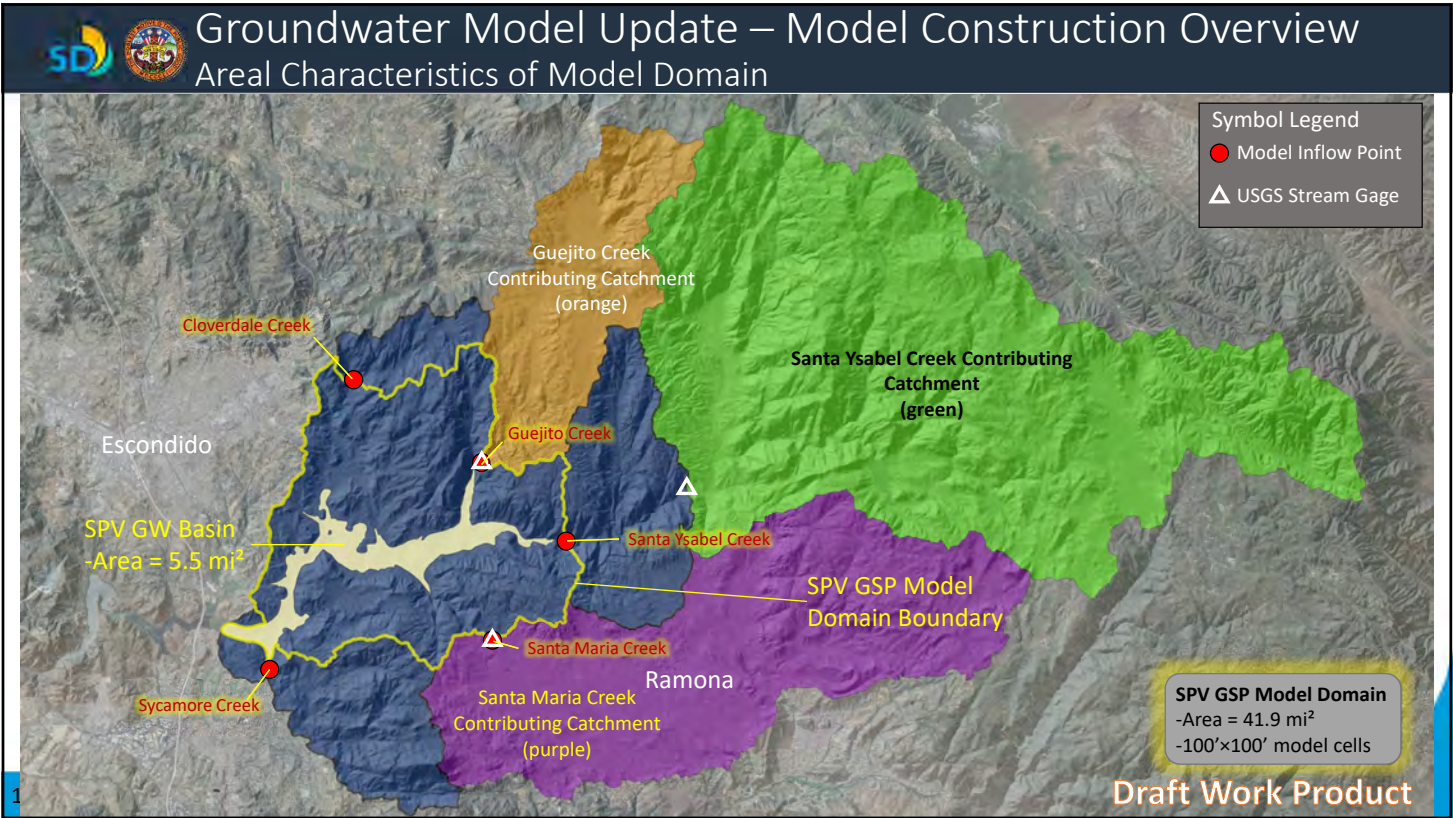 SD
Groundwater Model Update – Model Construction Overview
Areal Characteristics of Model Domain
Symbol Legend
Model Inflow Point
USGS Stream Gage
Guejito Creek
Contributing Catchment
(orange)
Cloverdale Creek
Santa Ysabel Creek Contributing
Catchment
(green)
Escondido
Guejito Creek
SPV GW Basin
-Area = 5.5 mi²
Santa Ysabel Creek
SPV GSP Model
Domain Boundary
Santa Maria Creek
Ramona
Sycamore Creek
Santa Maria Creek
Contributing Catchment
(purple)
SPV GSP Model Domain
-Area = 41.9 mi²
-100’×100’ model cells
Draft Work Product
1